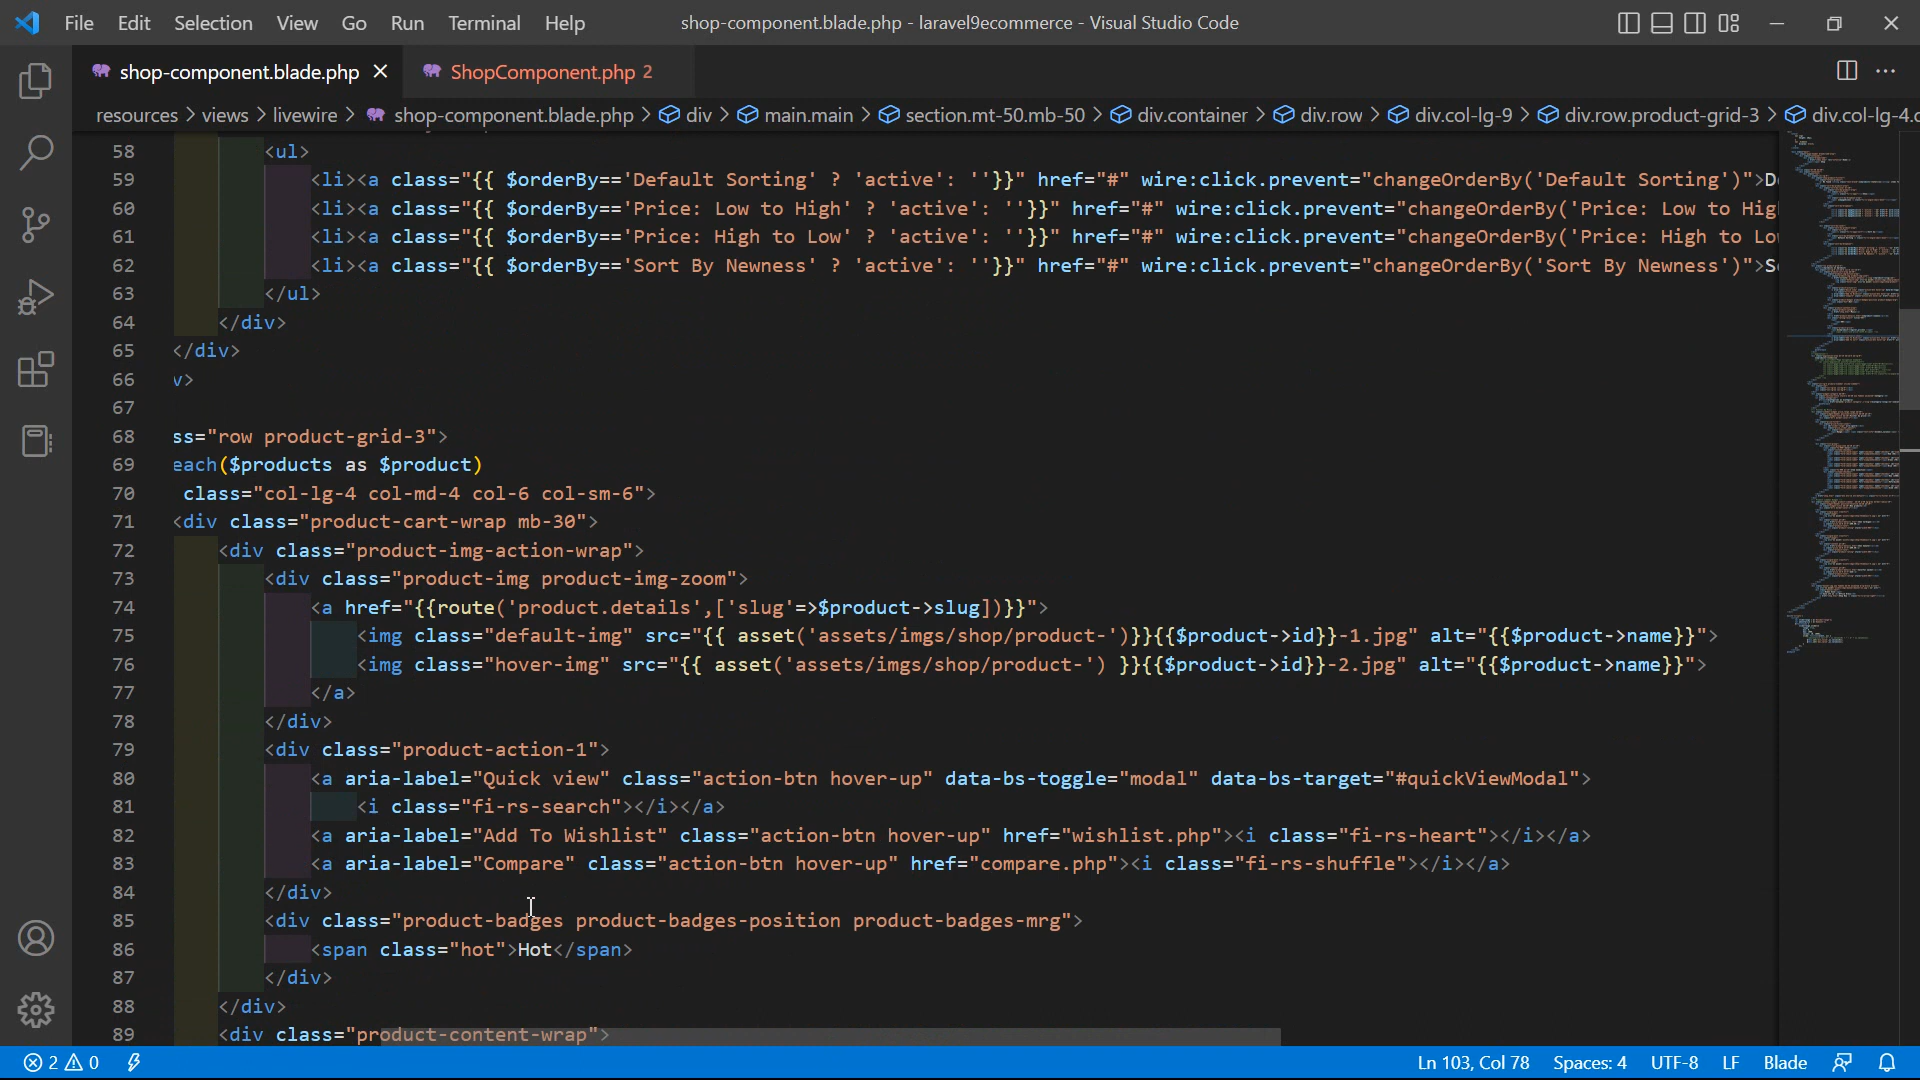 File Edit Selection View Go Run Terminal Help shop-component.blade.php - laravel9ecommerce - Visual Studio Code
shop-component.blade.php ShopComponent.php 2
resources > views > livewire > shop-component.blade.php > div > main.main > section.mt-50.mb-50 > div.container > div.row > div.col-lg-9 > div.row.product-grid-3 > div.col-lg-4.c
58 <ul>
59 <li><a class="{{ $orderBy=='Default Sorting' ? 'active': ''}}" href="#" wire:click.prevent="changeOrderBy('Default Sorting')">D
60 <li><a class="{{ $orderBy=='Price: Low to High' ? 'active': ''}}" href="#" wire:click.prevent="changeOrderBy('Price: Low to Hig
61 <li><a class="{{ $orderBy=='Price: High to Low' ? 'active': ''}}" href="#" wire:click.prevent="changeOrderBy('Price: High to Lo
62 <li><a class="{{ $orderBy=='Sort By Newness' ? 'active': ''}}" href="#" wire:click.prevent="changeOrderBy('Sort By Newness')">S
63 </ul>
64 </div>
65 </div>
66 v>
67
68 ss="row product-grid-3">
69 each($products as $product)
70 class="col-lg-4 col-md-4 col-6 col-sm-6">
71 <div class="product-cart-wrap mb-30">
72 <div class="product-img-action-wrap">
73 <div class="product-img product-img-zoom">
74 <a href="{{route('product.details',['slug'=>$product->slug])}}">
75 <img class="default-img" src="{{ asset('assets/imgs/shop/product-')}}{{$product->id}}-1.jpg" alt="{{$product->name}}">
76 <img class="hover-img" src="{{ asset('assets/imgs/shop/product-') }}{{$product->id}}-2.jpg" alt="{{$product->name}}">
77 </a>
78 </div>
79 <div class="product-action-1">
80 <a aria-label="Quick view" class="action-btn hover-up" data-bs-toggle="modal" data-bs-target="#quickViewModal">
81 <i class="fi-rs-search"></i></a>
82 <a aria-label="Add To Wishlist" class="action-btn hover-up" href="wishlist.php"><i class="fi-rs-heart"></i></a>
83 <a aria-label="Compare" class="action-btn hover-up" href="compare.php"><i class="fi-rs-shuffle"></i></a>
84 </div>
85 <div class="product-badges product-badges-position product-badges-mrg">
86 <span class="hot">Hot</span>
87 </div>
88 </div>
89 <div class="product-content-wrap">
2 0 Ln 103, Col 78 Spaces: 4 UTF-8 LF Blade